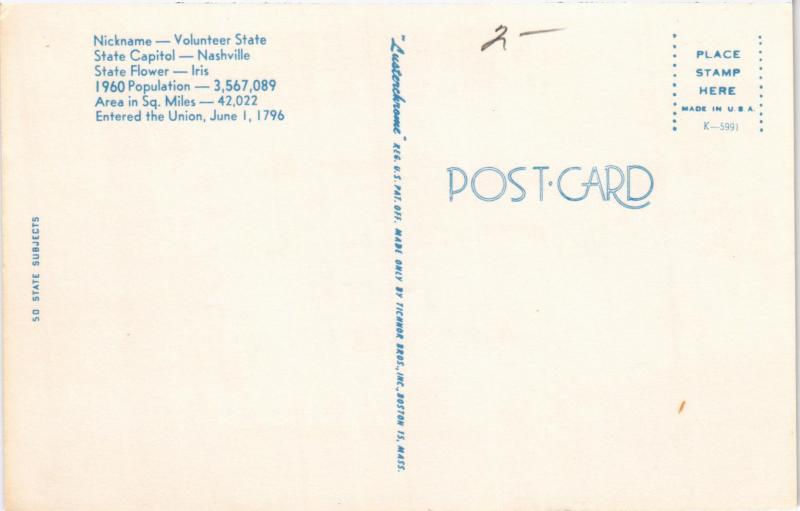 Nickname — Volunteer State
State Capitol — Nashville
State Flower — Iris
1960 Population — 3,567,089
Area in Sq. Miles — 42,022
Entered the Union, June 1, 1796
50 STATE SUBJECTS
"Lusterchrome" REG. U.S. PAT. OFF. MADE ONLY BY TICHNOR BROS., INC., BOSTON 15, MASS.
2—
POST·CARD
PLACE
STAMP
HERE
MADE IN U.S.A.
K—5991